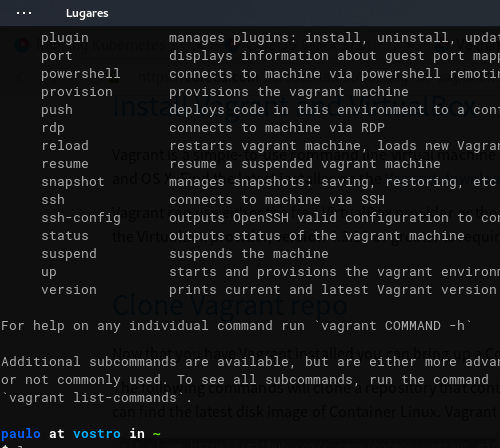 ··· Lugares
plugin manages plugins: install, uninstall, updat
port displays information about guest port mapp
powershell connects to machine via powershell remotin
provision provisions the vagrant machine
push deploys code in this environment to a conf
rdp connects to machine via RDP
reload restarts vagrant machine, loads new Vagran
resume resume a suspended vagrant machine
snapshot manages snapshots: saving, restoring, etc.
ssh connects to machine via SSH
ssh-config outputs OpenSSH valid configuration to con
status outputs status of the vagrant machine
suspend suspends the machine
up starts and provisions the vagrant environm
version prints current and latest Vagrant version
For help on any individual command run `vagrant COMMAND -h`
Additional subcommands are available, but are either more advan
or not commonly used. To see all subcommands, run the command
`vagrant list-commands`.
paulo at vostro in ~
Install Vagrant and VirtualBox
Clone Vagrant repo